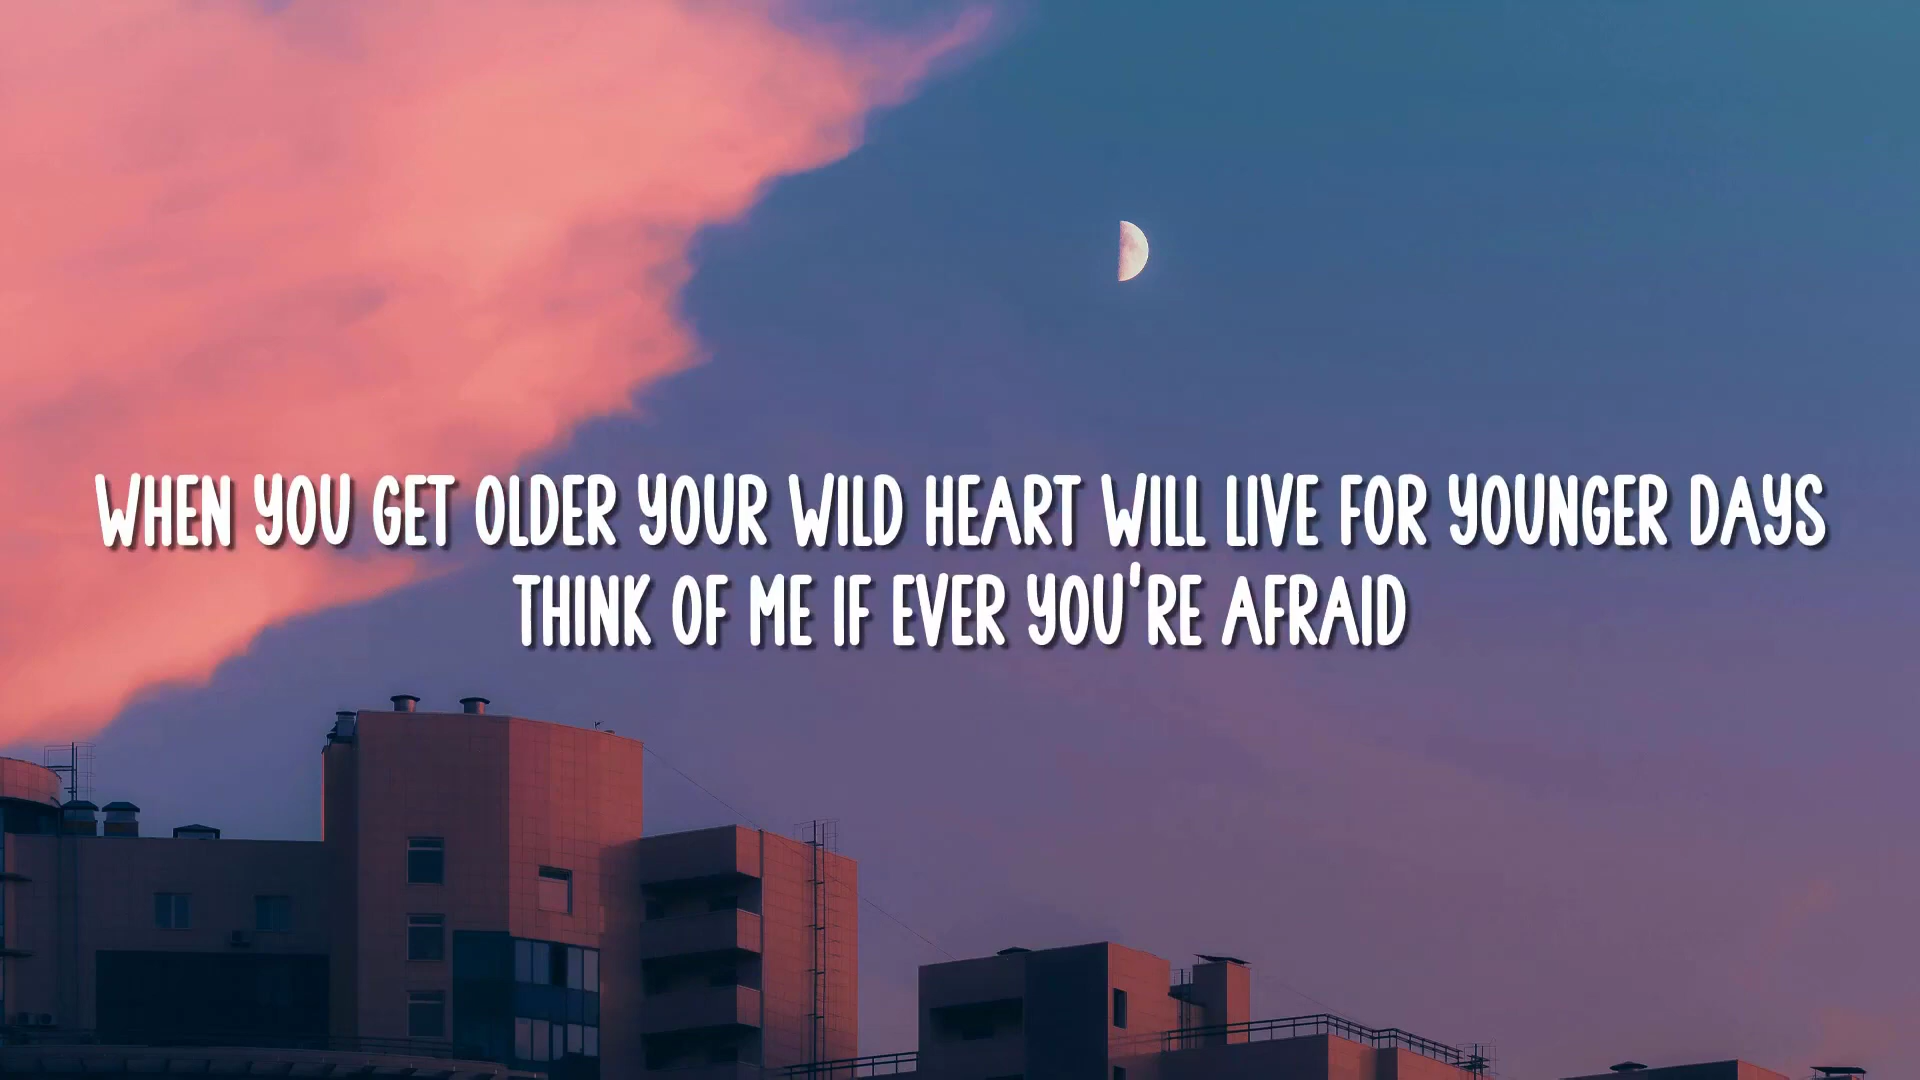 WHEN YOU GET OLDER YOUR WILD HEART WILL LIVE FOR YOUNGER DAYS
THINK OF ME IF EVER YOU'RE AFRAID